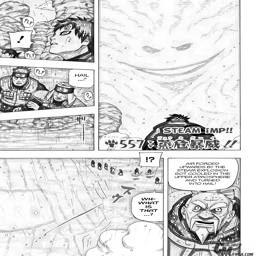 !
HAIL
...
STEAM IMP!!
557
!?
WH-
WHAT
IS
THAT
...?
AIR FORCED
UPWARDS BY THE
STEAM EXPLOSION
GOT COOLED IN THE
UPPER ATMOSPHERE
AND TURNED
INTO HAIL!